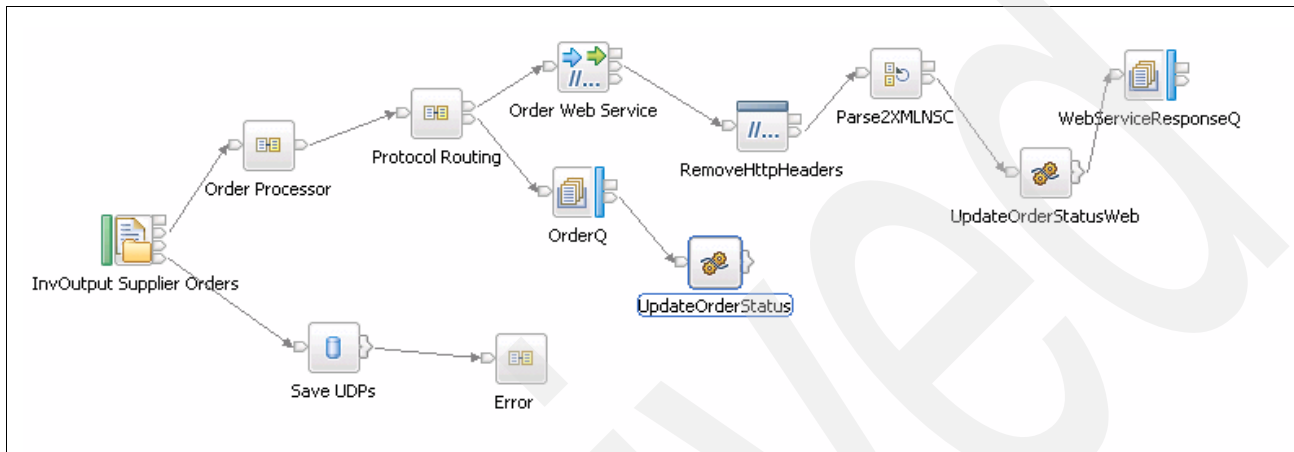 Order Web Service
Parse2XMLNSC
WebServiceResponseQ
Protocol Routing
RemoveHttpHeaders
Order Processor
UpdateOrderStatusWeb
OrderQ
InvOutput Supplier Orders
UpdateOrderStatus
Save UDPs
Error
//...
//...